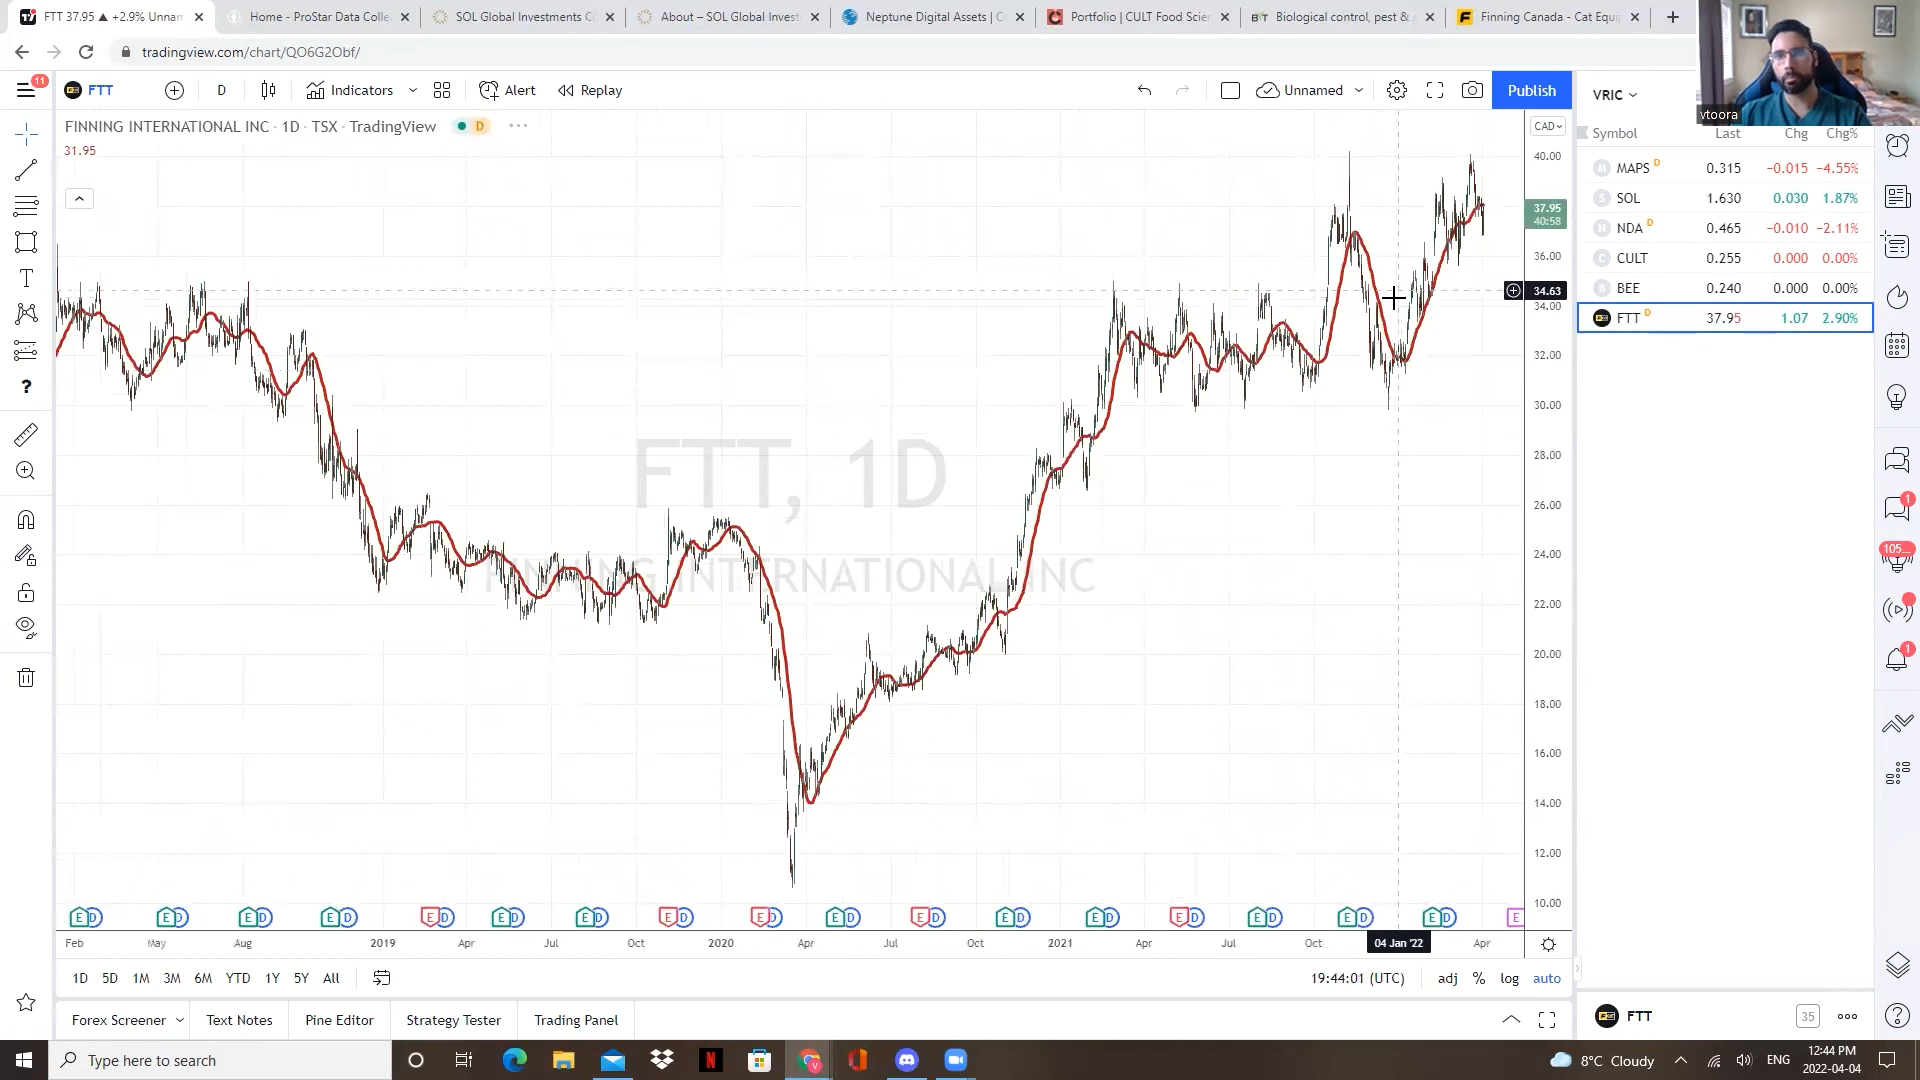 FTT 37.95 ▲ +2.9% Unnam
Home - ProStar Data Colle
SOL Global Investments Co
About – SOL Global Invest
Neptune Digital Assets | C
Portfolio | CULT Food Scien
Biological control, pest &
Finning Canada - Cat Equi
tradingview.com/chart/QO6G2Obf/
vtoora
11
FTT
D
Indicators
Alert
Replay
Unnamed
Publish
VRIC
FINNING INTERNATIONAL INC · 1D · TSX · TradingView
D
31.95
CAD
Symbol Last Chg Chg%
MAPS D 0.315 −0.015 −4.55%
SOL 1.630 0.030 1.87%
NDA D 0.465 −0.010 −2.11%
CULT 0.255 0.000 0.00%
BEE 0.240 0.000 0.00%
FTT D 37.95 1.07 2.90%
40.00
37.95
40:58
36.00
34.63
34.00
32.00
30.00
28.00
26.00
24.00
22.00
20.00
18.00
16.00
14.00
12.00
10.00
FTT, 1D
FINNING INTERNATIONAL INC
1
105
1
E D E D E D E D E D E D E D E D E D E D E D E D E D E D E D E D E D E
Feb May Aug 2019 Apr Jul Oct 2020 Apr Jul Oct 2021 Apr Jul Oct 04 Jan '22 Apr
1D 5D 1M 3M 6M YTD 1Y 5Y All
19:44:01 (UTC) adj % log auto
Forex Screener Text Notes Pine Editor Strategy Tester Trading Panel
FTT 35
Type here to search
8°C Cloudy
ENG
12:44 PM
2022-04-04